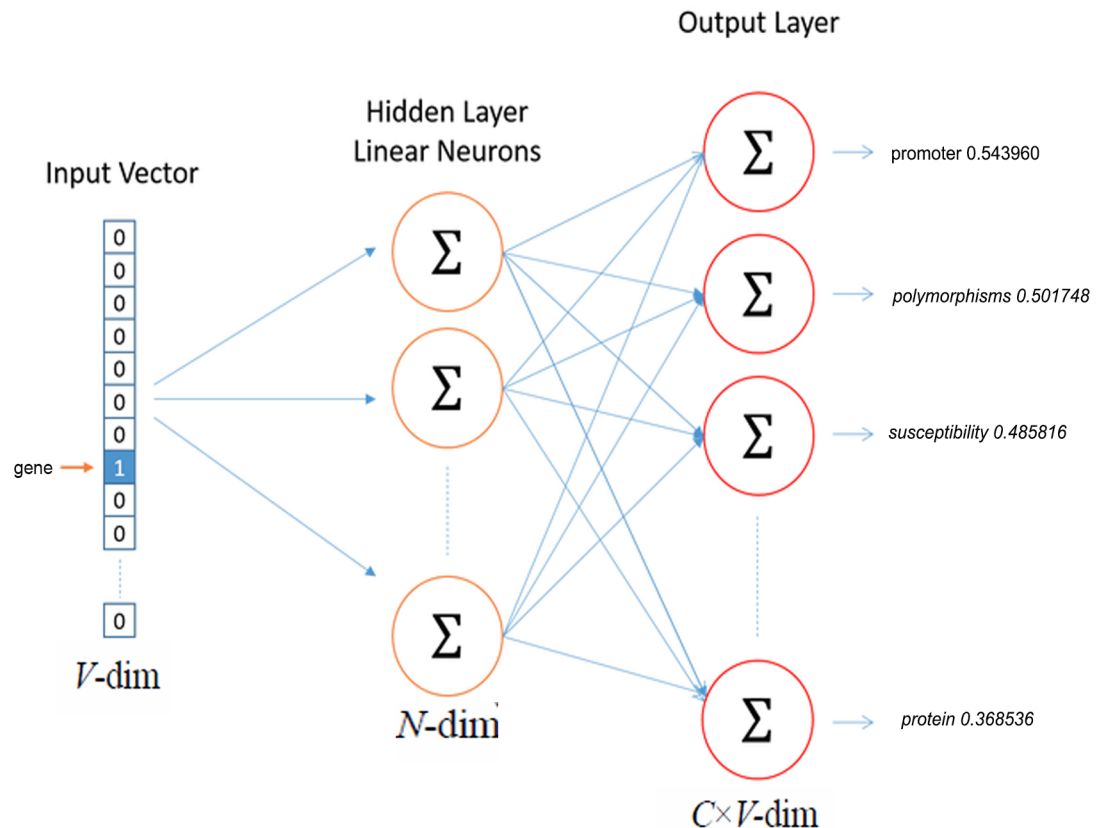 Output Layer
Hidden Layer
Linear Neurons
Input Vector
0
0
0
0
0
0
0
gene
1
0
0
0
V-dim
Σ
Σ
Σ
N-dim
Σ
promoter 0.543960
Σ
polymorphisms 0.501748
Σ
susceptibility 0.485816
Σ
protein 0.368536
C×V-dim